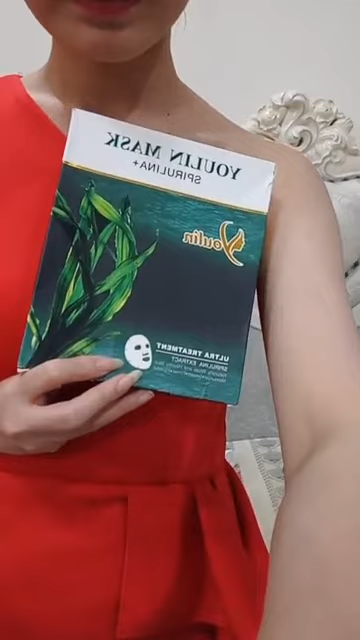 YOULIN MASK
SPIRULINA+
Youlin
ULTRA TREATMENT
SPIRULINA EXTRACT